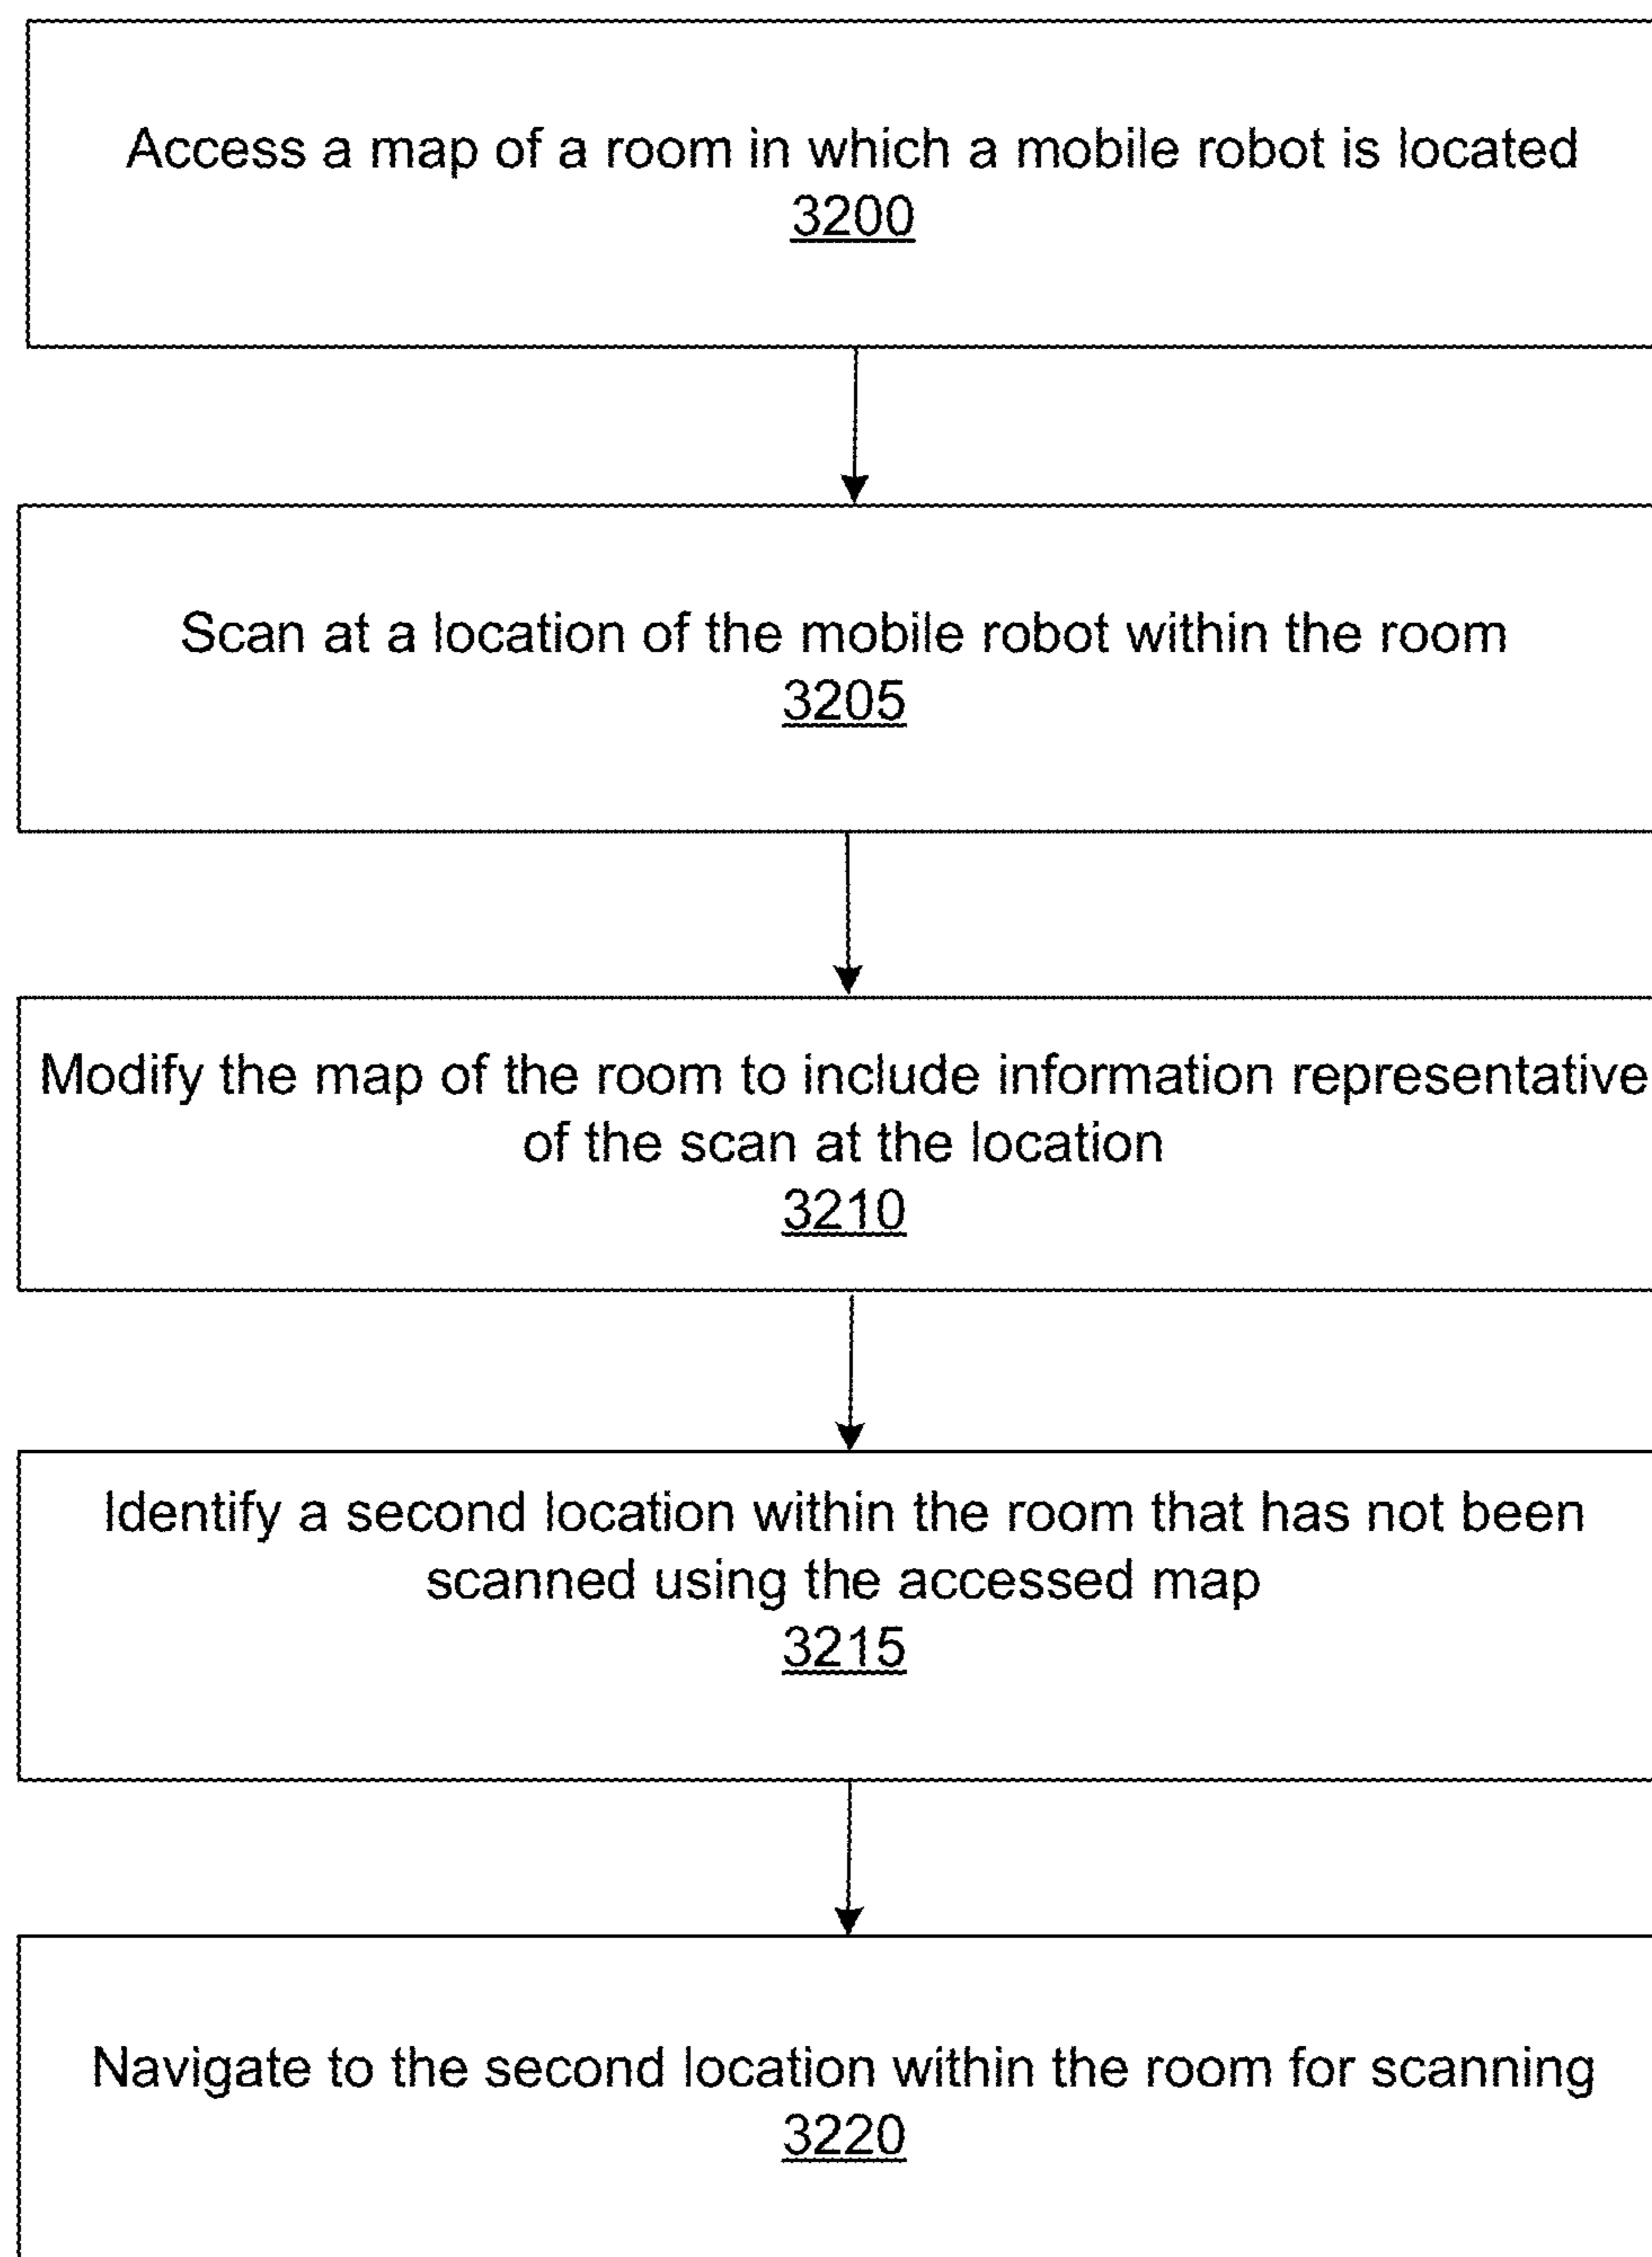 Access a map of a room in which a mobile robot is located
3200
Scan at a location of the mobile robot within the room
3205
Modify the map of the room to include information representative
of the scan at the location
3210
Identify a second location within the room that has not been
scanned using the accessed map
3215
Navigate to the second location within the room for scanning
3220